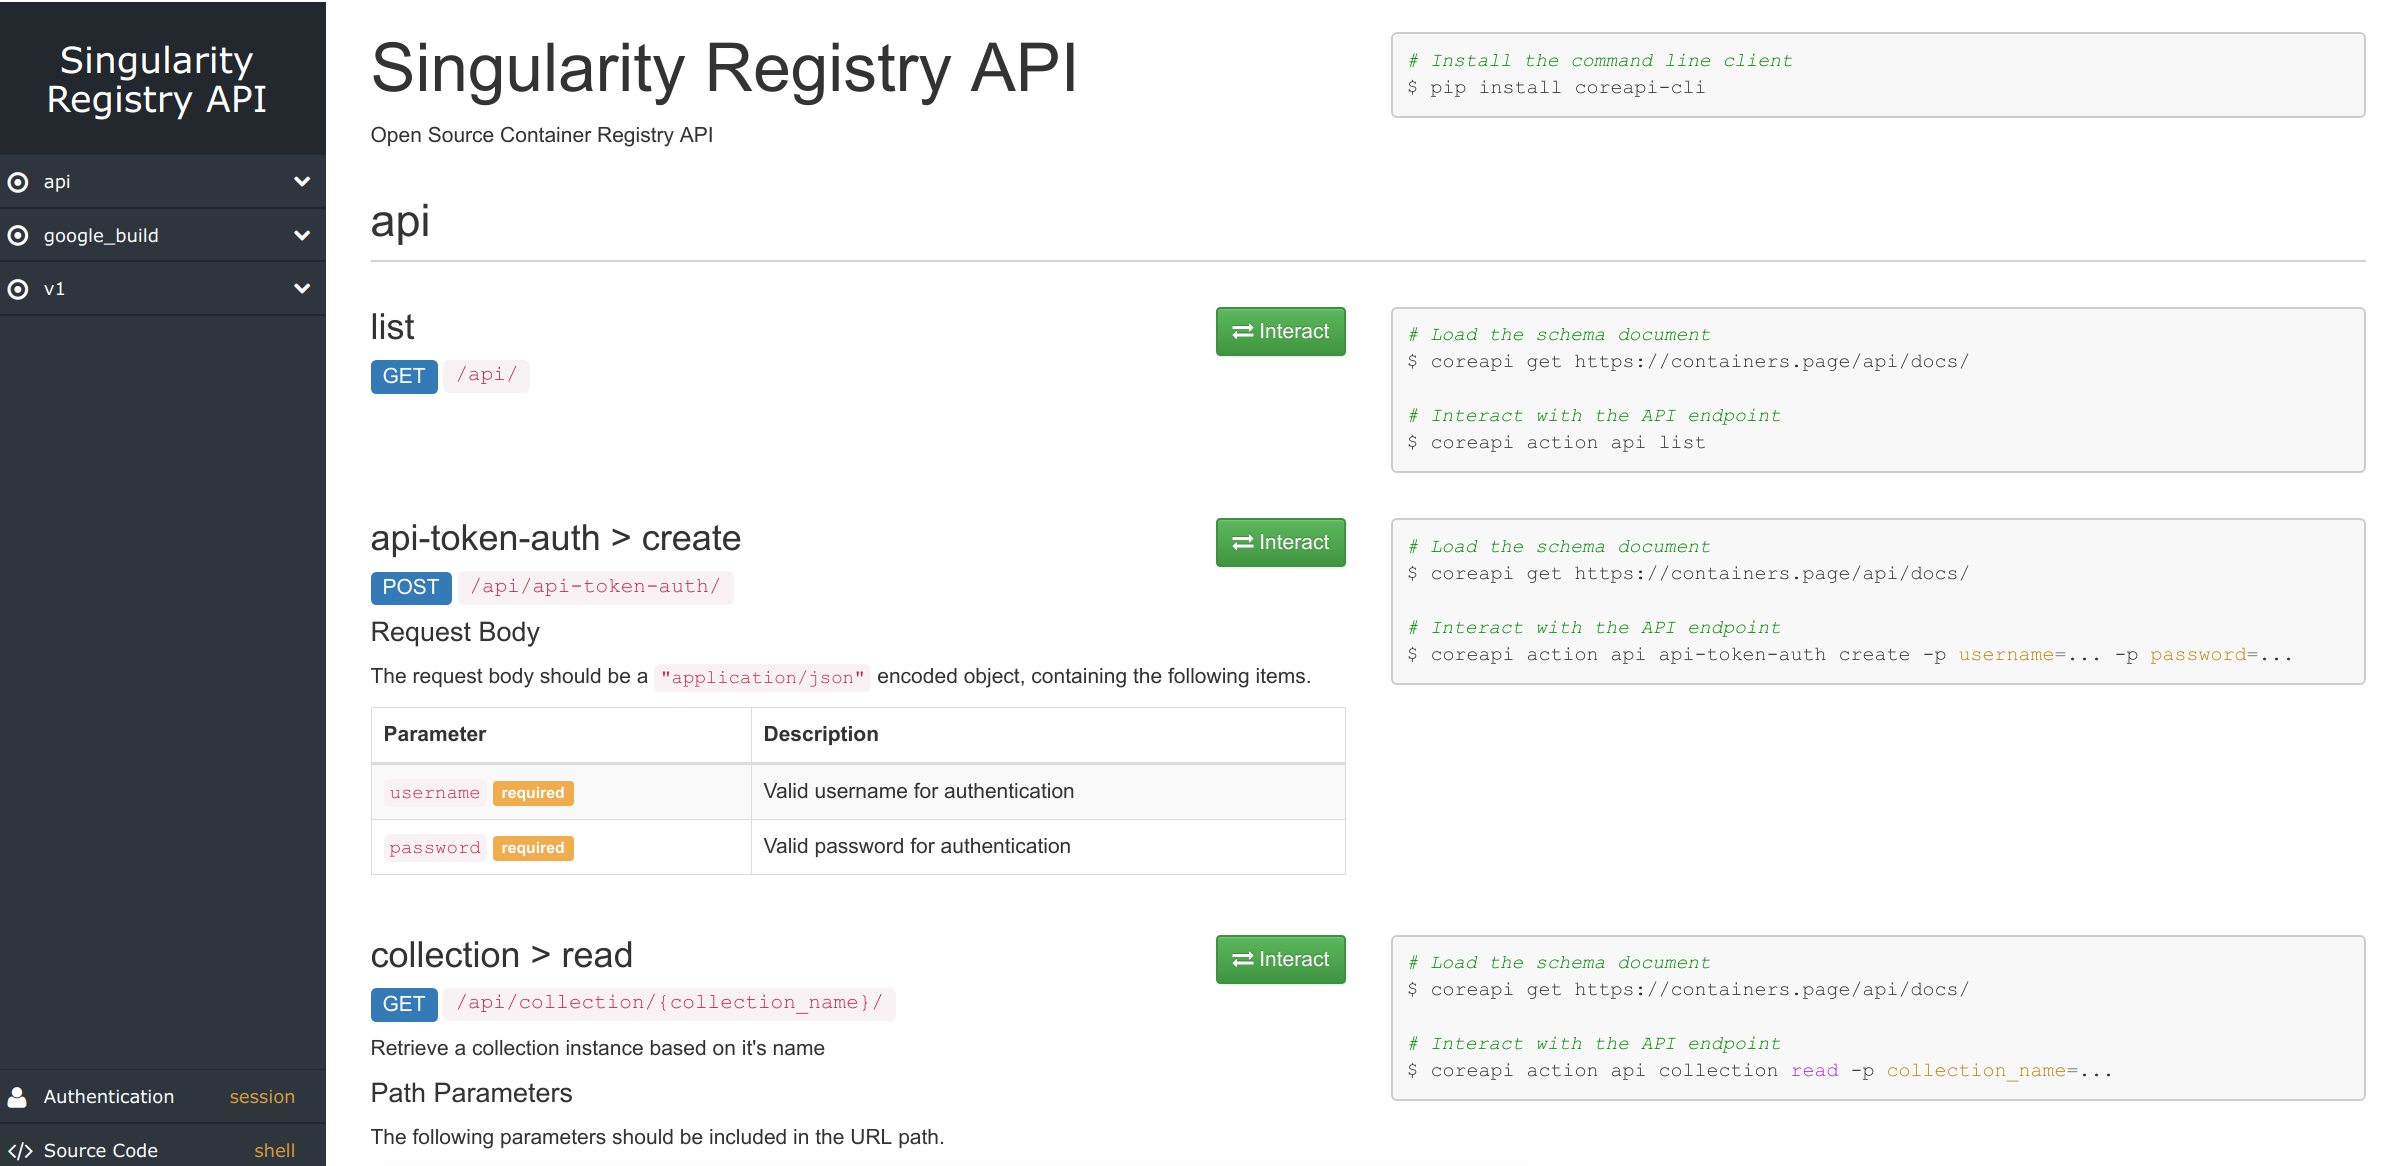 Singularity
Registry API
api
google_build
v1
Authentication session
Source Code shell
Singularity Registry API
Open Source Container Registry API
# Install the command line client
$ pip install coreapi-cli
api
list
Interact
GET /api/
# Load the schema document
$ coreapi get https://containers.page/api/docs/
# Interact with the API endpoint
$ coreapi action api list
api-token-auth > create
Interact
POST /api/api-token-auth/
Request Body
The request body should be a "application/json" encoded object, containing the following items.
Parameter Description
username required Valid username for authentication
password required Valid password for authentication
# Load the schema document
$ coreapi get https://containers.page/api/docs/
# Interact with the API endpoint
$ coreapi action api api-token-auth create -p username=... -p password=...
collection > read
Interact
GET /api/collection/{collection_name}/
Retrieve a collection instance based on it's name
Path Parameters
The following parameters should be included in the URL path.
# Load the schema document
$ coreapi get https://containers.page/api/docs/
# Interact with the API endpoint
$ coreapi action api collection read -p collection_name=...